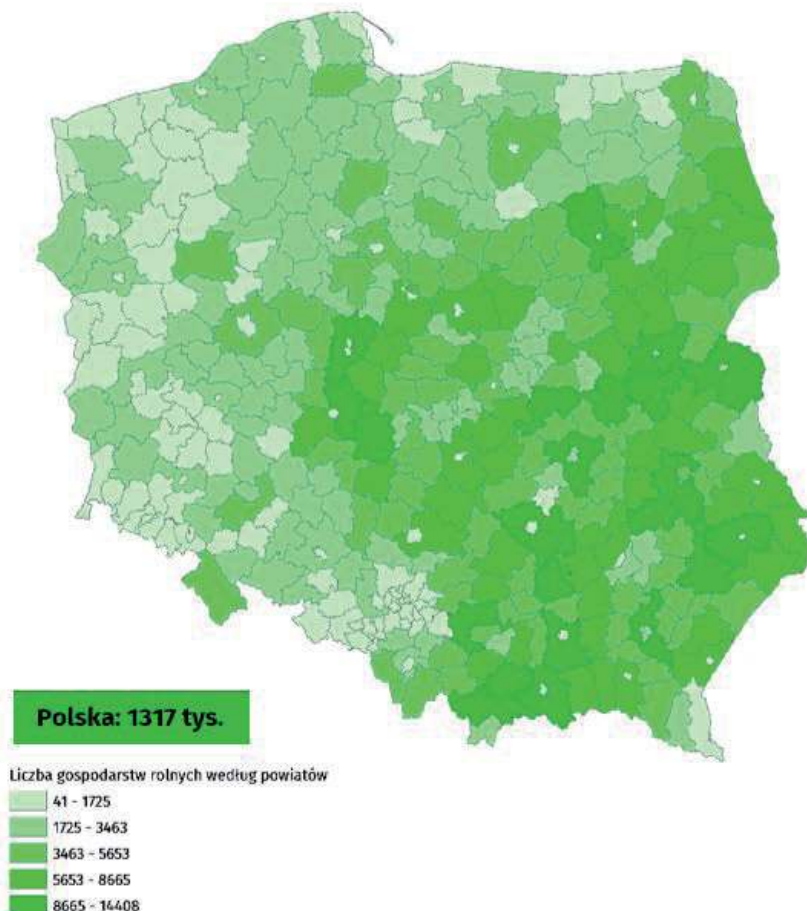 Polska: 1317 tys.
Liczba gospodarstw rolnych według powiatów
41 - 1725
1725 - 3463
3463 - 5653
5653 - 8665
8665 - 14408